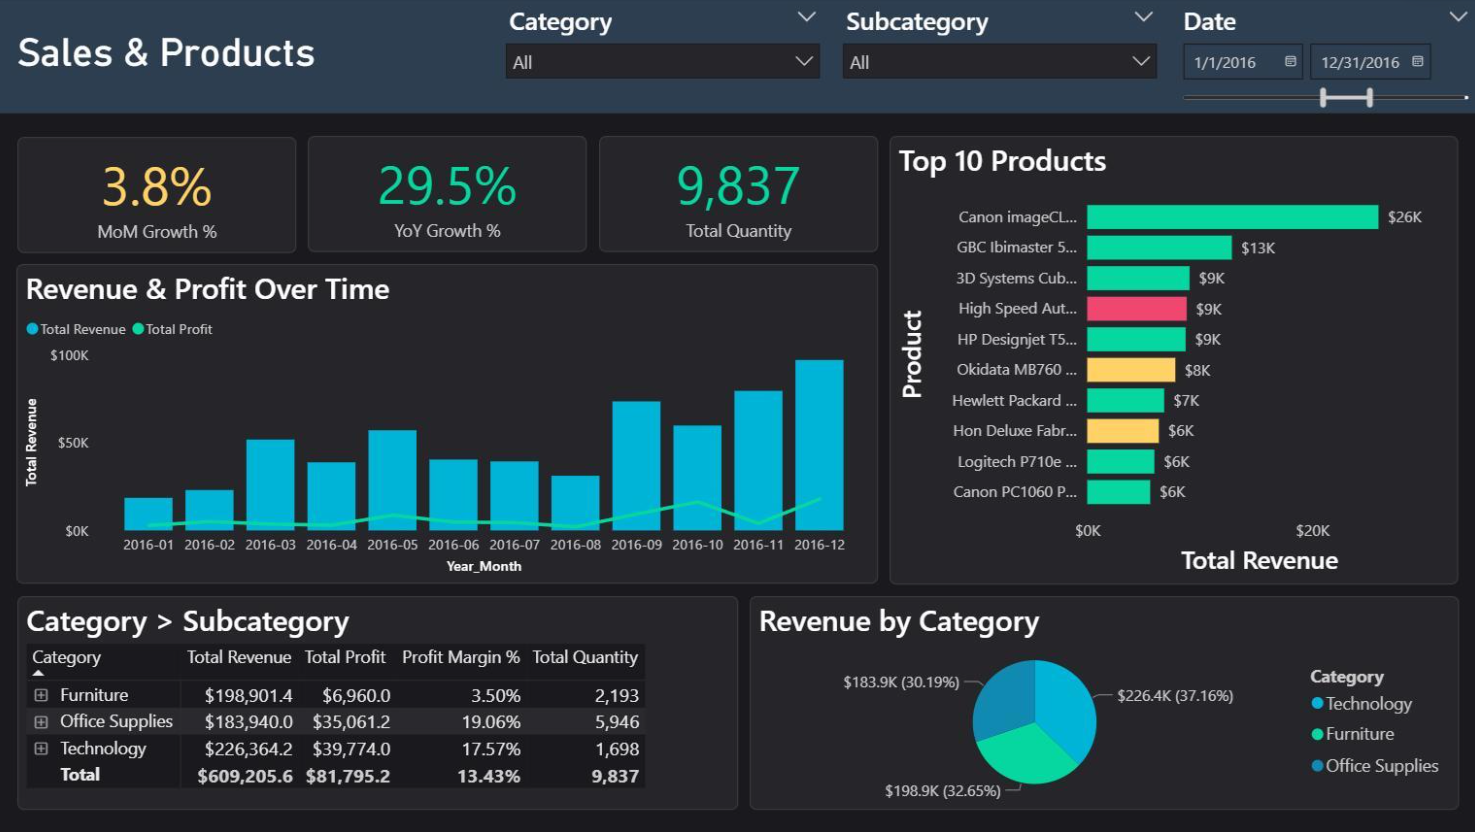 Sales & Products
Category
All
Subcategory
All
Date
1/1/2016
12/31/2016
3.8%
MoM Growth %
29.5%
YoY Growth %
9,837
Total Quantity
Revenue & Profit Over Time
Total Revenue Total Profit
Total Revenue
$100K
$50K
$0K
2016-01 2016-02 2016-03 2016-04 2016-05 2016-06 2016-07 2016-08 2016-09 2016-10 2016-11 2016-12
Year_Month
Top 10 Products
Product
Canon imageCL... $26K
GBC Ibimaster 5... $13K
3D Systems Cub... $9K
High Speed Aut... $9K
HP Designjet T5... $9K
Okidata MB760 ... $8K
Hewlett Packard ... $7K
Hon Deluxe Fabr... $6K
Logitech P710e ... $6K
Canon PC1060 P... $6K
$0K $20K
Total Revenue
Category > Subcategory
Category Total Revenue Total Profit Profit Margin % Total Quantity
Furniture $198,901.4 $6,960.0 3.50% 2,193
Office Supplies $183,940.0 $35,061.2 19.06% 5,946
Technology $226,364.2 $39,774.0 17.57% 1,698
Total $609,205.6 $81,795.2 13.43% 9,837
Revenue by Category
$183.9K (30.19%)
$226.4K (37.16%)
$198.9K (32.65%)
Category
Technology
Furniture
Office Supplies